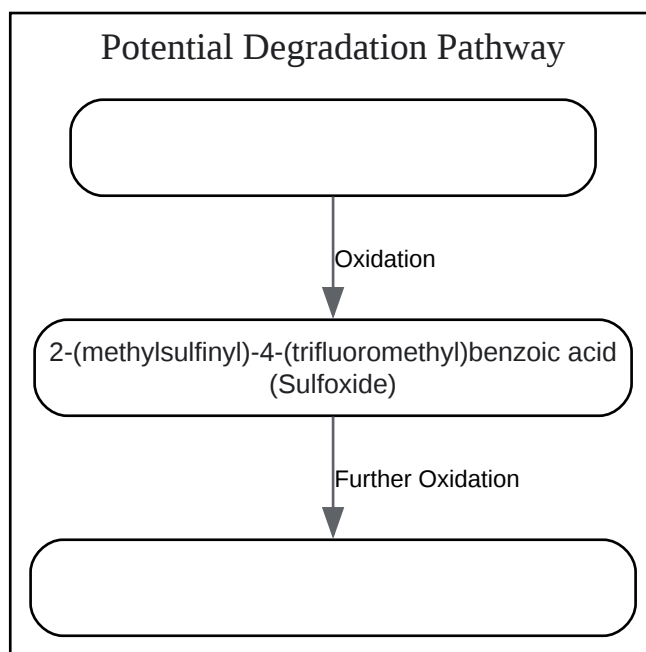 Potential Degradation Pathway
Oxidation
2-(methylsulfinyl)-4-(trifluoromethyl)benzoic acid
(Sulfoxide)
Further Oxidation